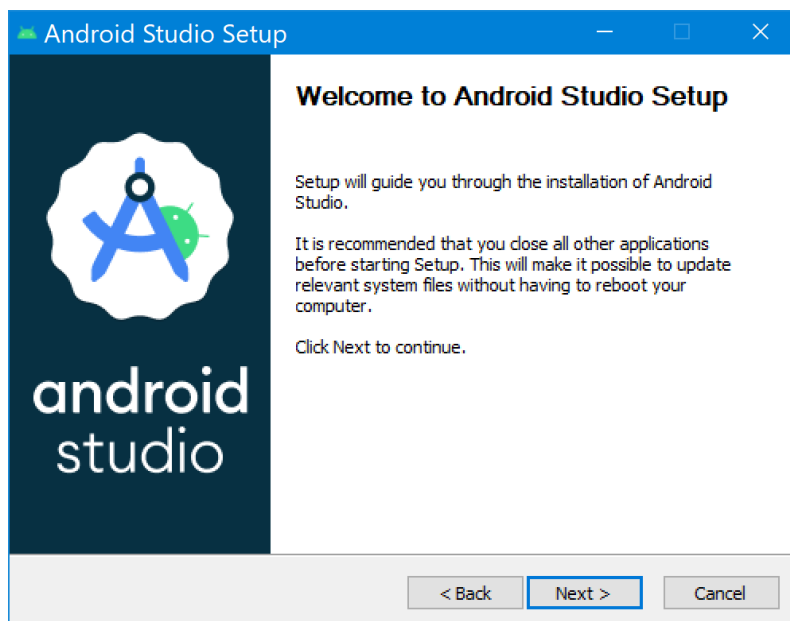 Android Studio Setup
Welcome to Android Studio Setup
Setup will guide you through the installation of Android
Studio.
It is recommended that you close all other applications
before starting Setup. This will make it possible to update
relevant system files without having to reboot your
computer.
Click Next to continue.
android
studio
< Back
Next >
Cancel